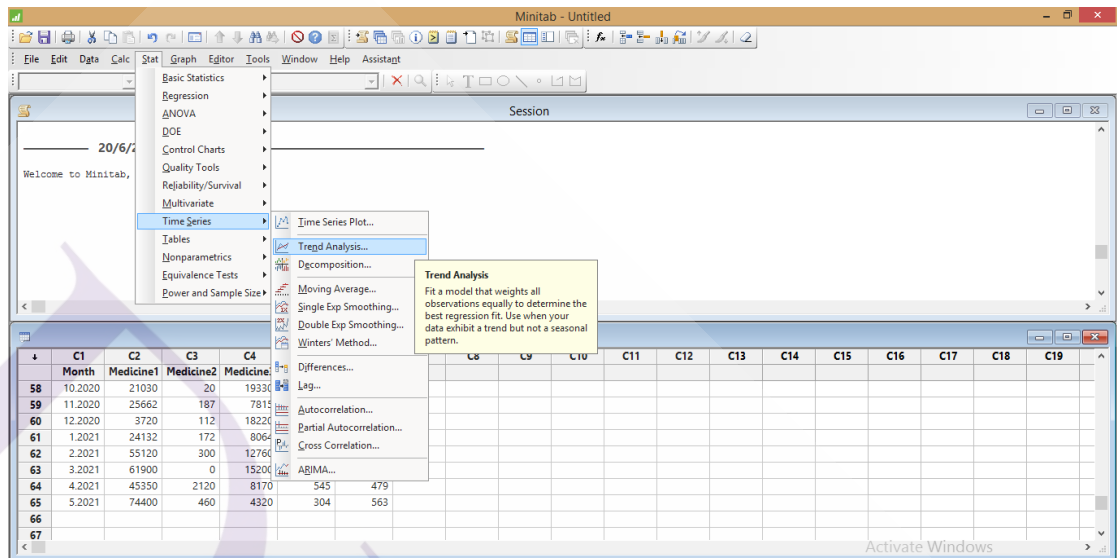 Minitab - Untitled
File Edit Data Calc Stat Graph Editor Tools Window Help Assistant
Basic Statistics
Regression
ANOVA
DOE
Control Charts
Quality Tools
Reliability/Survival
Multivariate
Time Series
Tables
Nonparametrics
Equivalence Tests
Power and Sample Size
Session
20/6/2
Welcome to Minitab,
Time Series Plot...
Trend Analysis...
Decomposition...
Moving Average...
Single Exp Smoothing...
Double Exp Smoothing...
Winters' Method...
Differences...
Lag...
Autocorrelation...
Partial Autocorrelation...
Cross Correlation...
ARIMA...
Trend Analysis
Fit a model that weights all
observations equally to determine the
best regression fit. Use when your
data exhibit a trend but not a seasonal
pattern.
C1 C2 C3 C4 C8 C9 C10 C11 C12 C13 C14 C15 C16 C17 C18 C19
Month Medicine1 Medicine2 Medicine
58 10.2020 21030 20 19330
59 11.2020 25662 187 7815
60 12.2020 3720 112 18220
61 1.2021 24132 172 8064
62 2.2021 55120 300 12760
63 3.2021 61900 0 15200
64 4.2021 45350 2120 8170 545 479
65 5.2021 74400 460 4320 304 563
66
67
Activate Windows